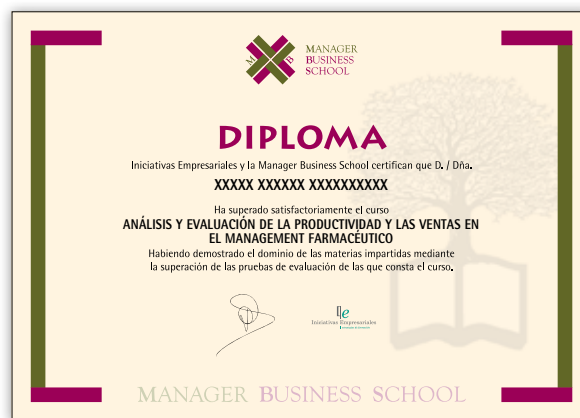 M B B S
MANAGER
BUSINESS
SCHOOL
DIPLOMA
Iniciativas Empresariales y la Manager Business School certifican que D. / Dña.
XXXXX XXXXXX XXXXXXXXXX
Ha superado satisfactoriamente el curso
ANÁLISIS Y EVALUACIÓN DE LA PRODUCTIVIDAD Y LAS VENTAS EN
EL MANAGEMENT FARMACÉUTICO
Habiendo demostrado el dominio de las materias impartidas mediante
la superación de las pruebas de evaluación de las que consta el curso.
Iniciativas Empresariales
MANAGER BUSINESS SCHOOL